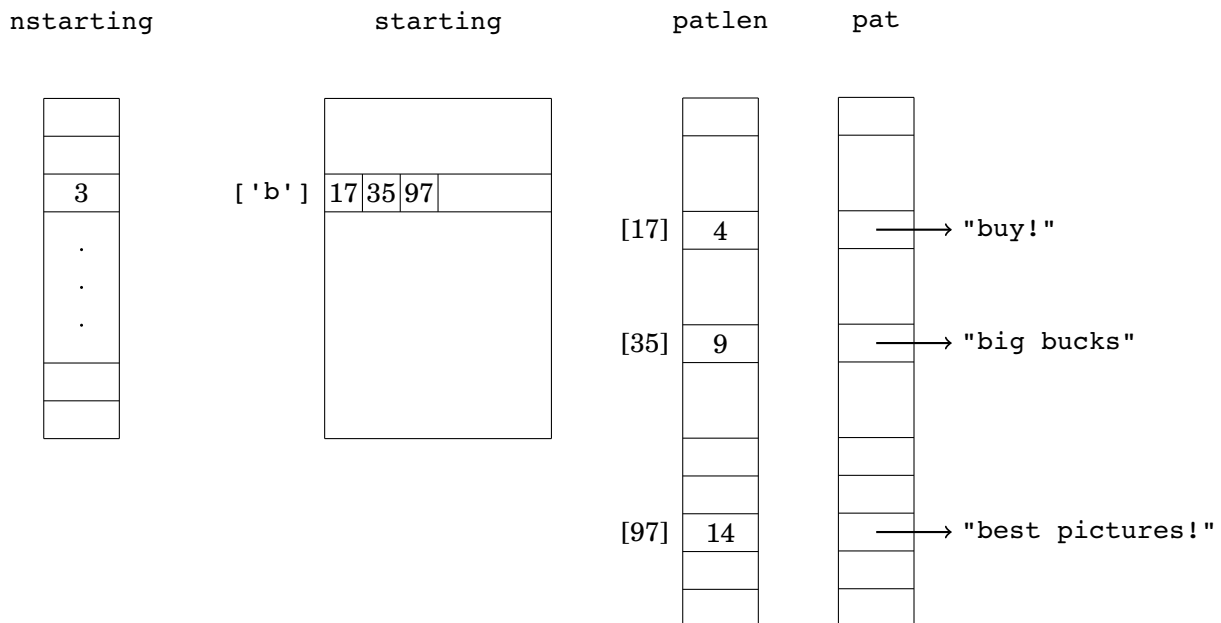 nstarting starting patlen pat
3 ['b'] 17 35 97
[17] 4 "buy!"
[35] 9 "big bucks"
[97] 14 "best pictures!"